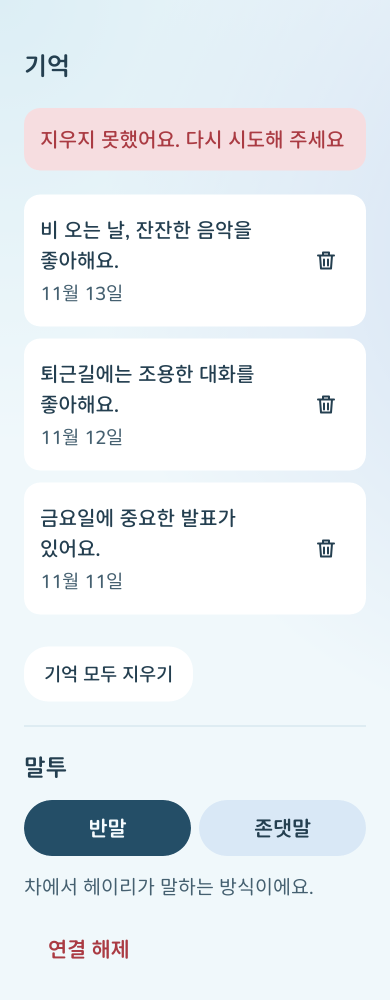 기억
지우지 못했어요. 다시 시도해 주세요
비 오는 날, 잔잔한 음악을
좋아해요.
11월 13일
퇴근길에는 조용한 대화를
좋아해요.
11월 12일
금요일에 중요한 발표가
있어요.
11월 11일
기억 모두 지우기
말투
반말
존댓말
차에서 헤이리가 말하는 방식이에요.
연결 해제